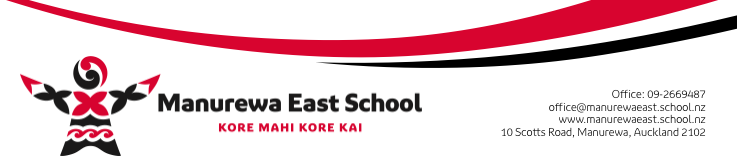 Manurewa East School
KORE MAHI KORE KAI
Office: 09-2669487
office@manurewaeast.school.nz
www.manurewaeast.school.nz
10 Scotts Road, Manurewa, Auckland 2102